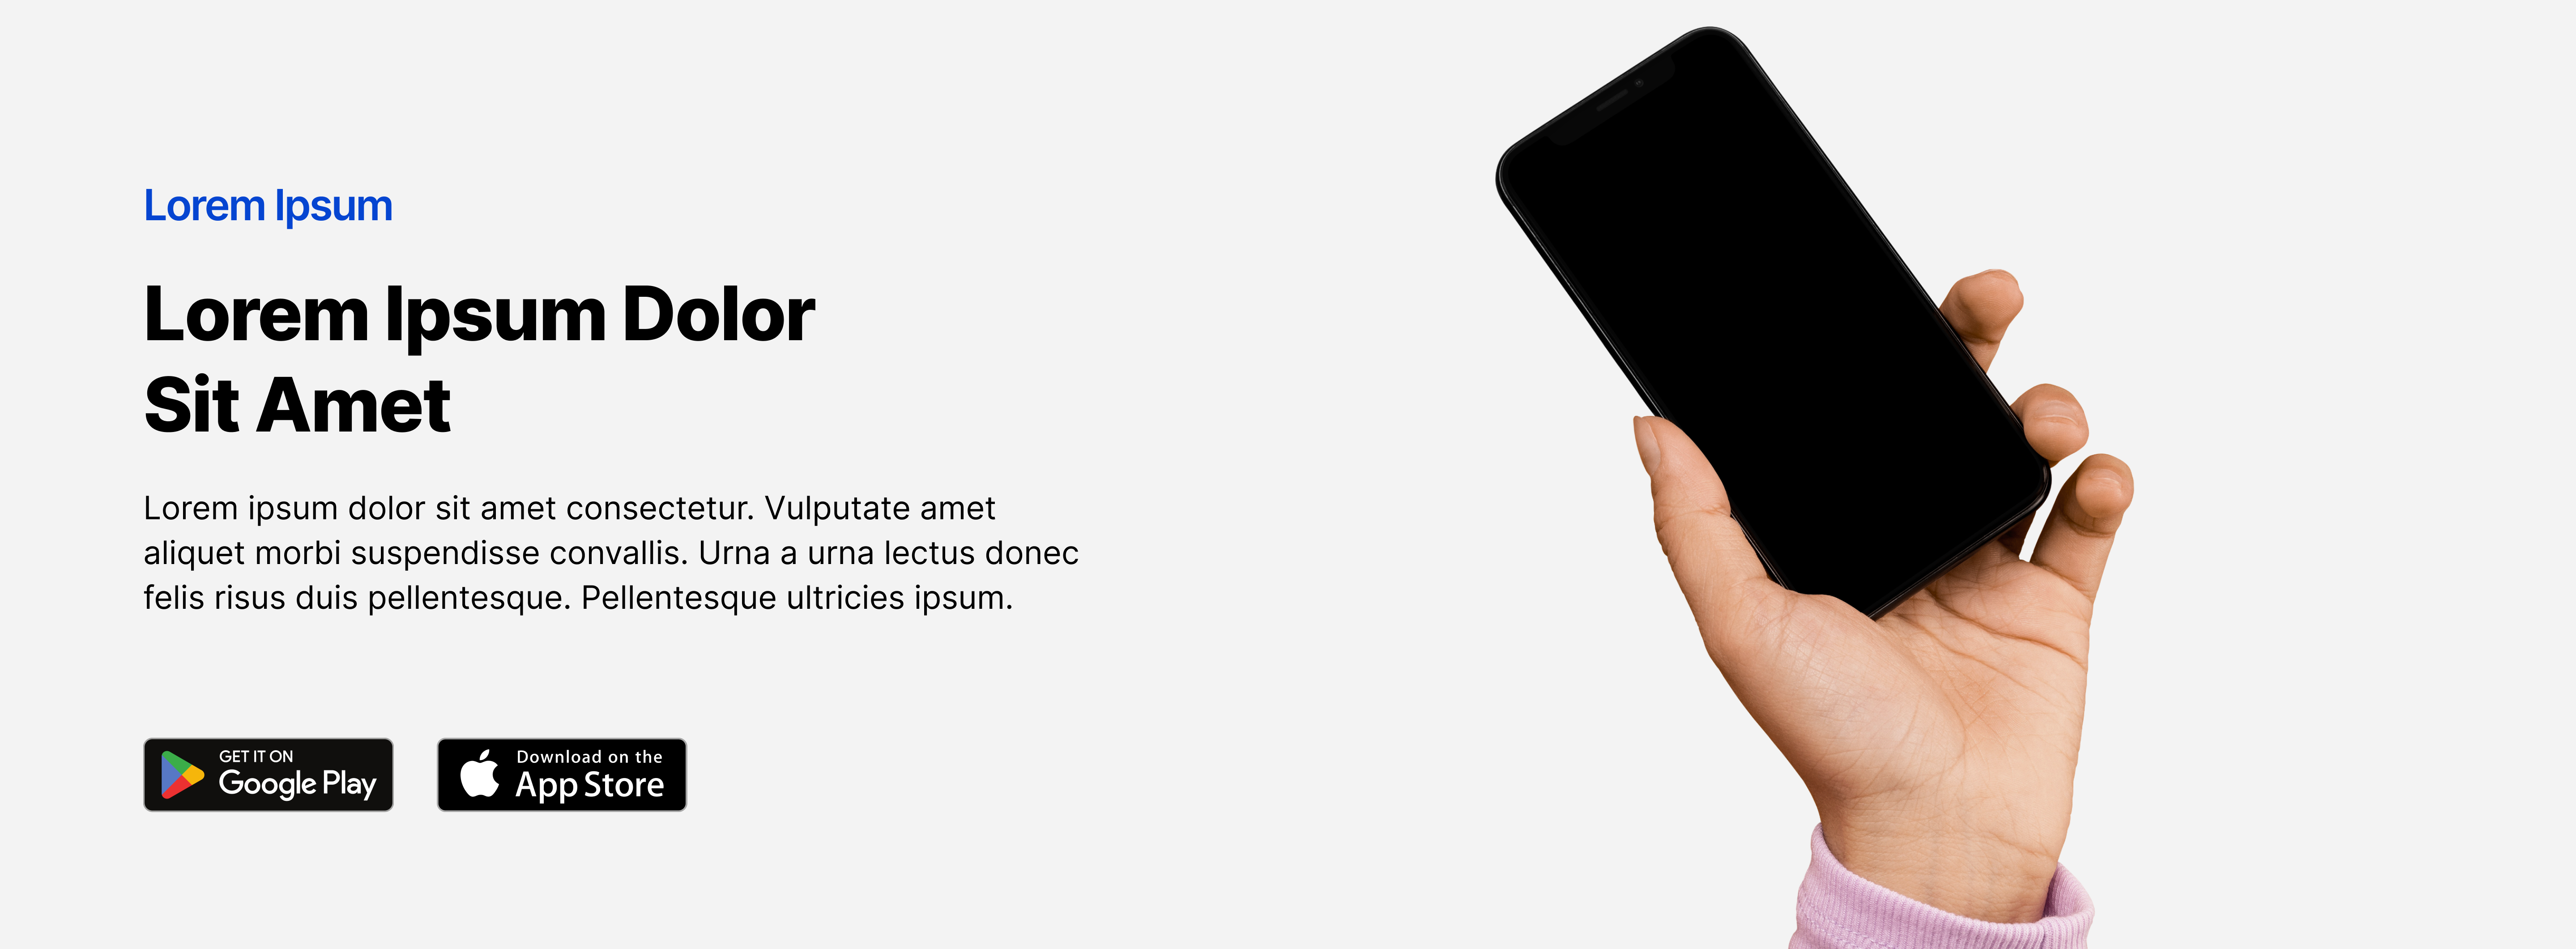 Lorem Ipsum
Lorem Ipsum Dolor
Sit Amet
Lorem ipsum dolor sit amet consectetur. Vulputate amet
aliquet morbi suspendisse convallis. Urna a urna lectus donec
felis risus duis pellentesque. Pellentesque ultricies ipsum.
GET IT ON
Google Play
Download on the
App Store